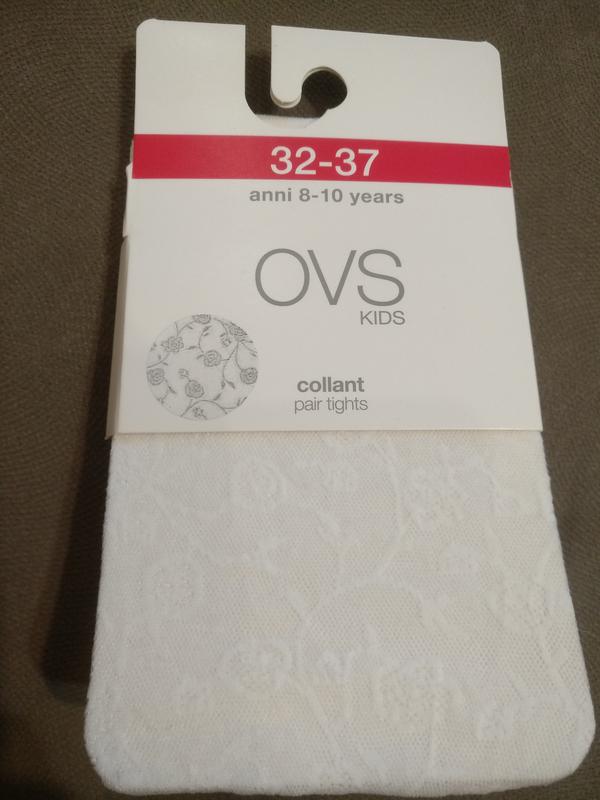 32-37
anni 8-10 years
OVS
KIDS
collant
pair tights